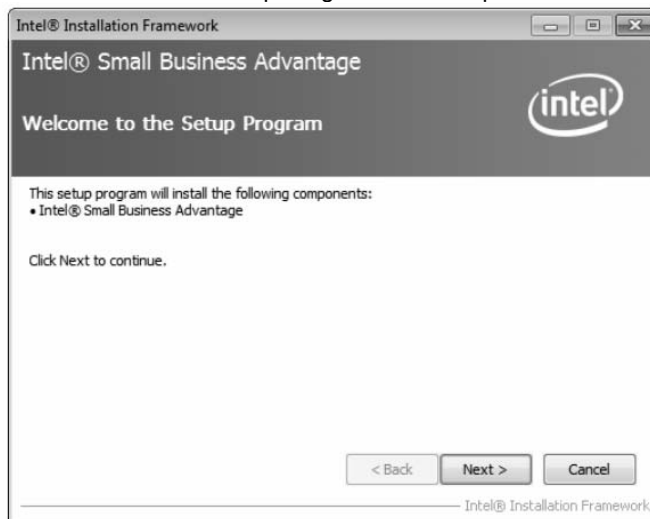 Intel® Installation Framework
Intel® Small Business Advantage
Welcome to the Setup Program
intel
This setup program will install the following components:
• Intel® Small Business Advantage
Click Next to continue.
< Back
Next >
Cancel
Intel® Installation Framework